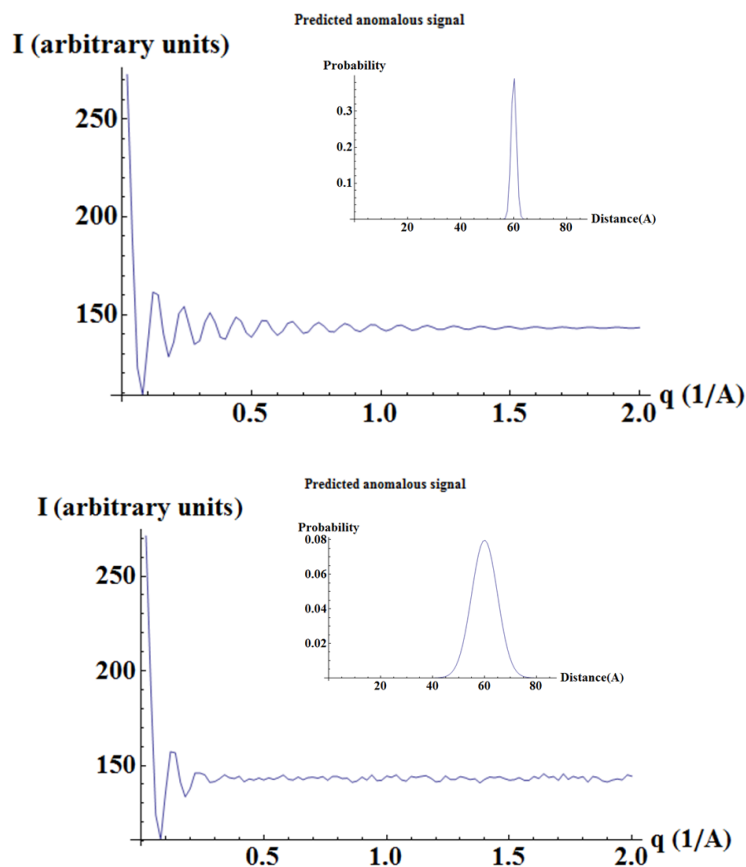 Predicted anomalous signal
I (arbitrary units)
Probability
250
0.3
0.2
200
0.1
Distance(A)
20 40 60 80
150
q (1/A)
0.5 1.0 1.5 2.0
Predicted anomalous signal
I (arbitrary units)
Probability
0.08
250
0.06
0.04
200
0.02
Distance(A)
20 40 60 80
150
q (1/A)
0.5 1.0 1.5 2.0